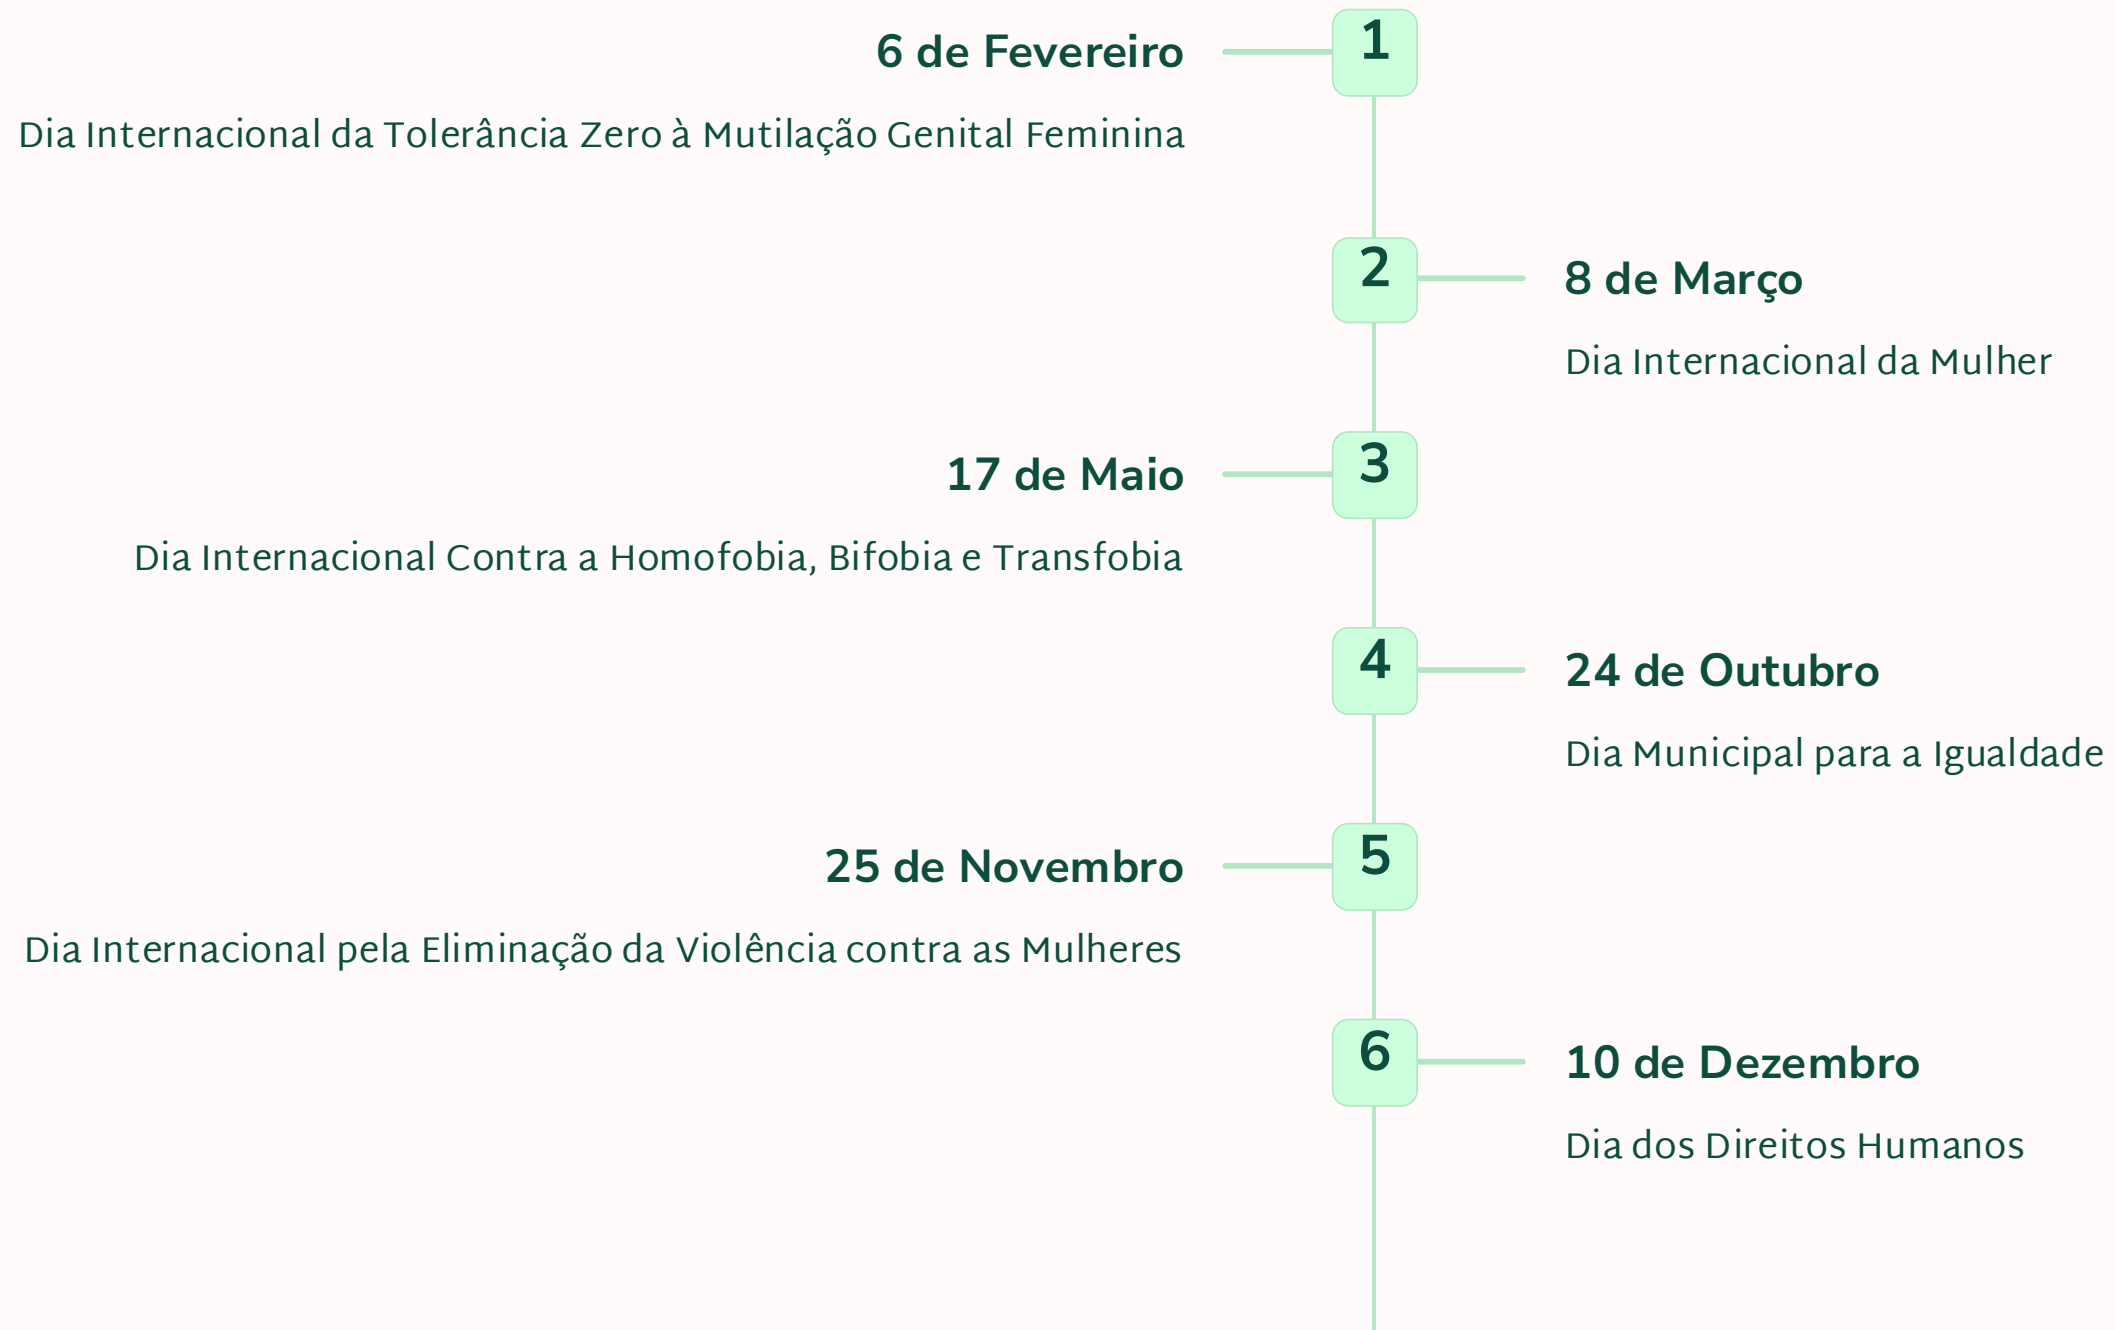 1
6 de Fevereiro
Dia Internacional da Tolerância Zero à Mutilação Genital Feminina
2
8 de Março
Dia Internacional da Mulher
3
17 de Maio
Dia Internacional Contra a Homofobia, Bifobia e Transfobia
4
24 de Outubro
Dia Municipal para a Igualdade
5
25 de Novembro
Dia Internacional pela Eliminação da Violência contra as Mulheres
6
10 de Dezembro
Dia dos Direitos Humanos